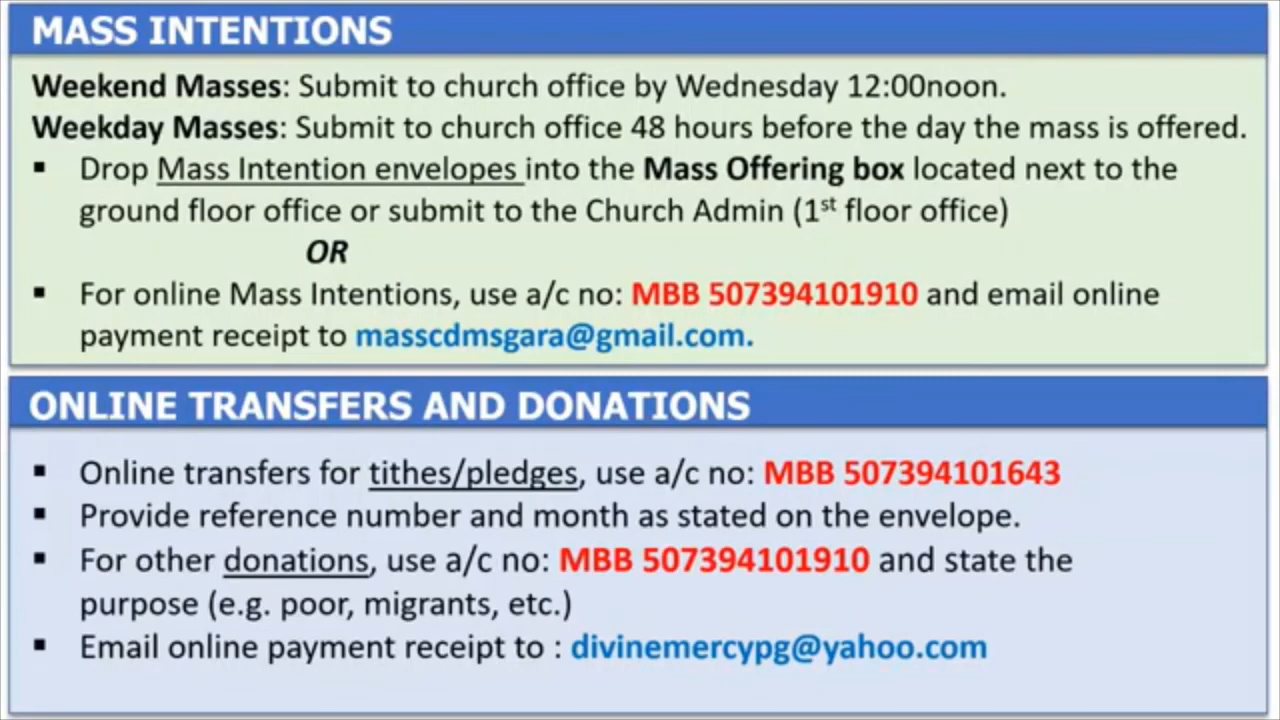 MASS INTENTIONS
Weekend Masses: Submit to church office by Wednesday 12:00noon.
Weekday Masses: Submit to church office 48 hours before the day the mass is offered.
▪ Drop Mass Intention envelopes into the Mass Offering box located next to the
ground floor office or submit to the Church Admin (1st floor office)
OR
▪ For online Mass Intentions, use a/c no: MBB 507394101910 and email online
payment receipt to masscdmsgara@gmail.com.
ONLINE TRANSFERS AND DONATIONS
▪ Online transfers for tithes/pledges, use a/c no: MBB 507394101643
▪ Provide reference number and month as stated on the envelope.
▪ For other donations, use a/c no: MBB 507394101910 and state the
purpose (e.g. poor, migrants, etc.)
▪ Email online payment receipt to : divinemercypg@yahoo.com